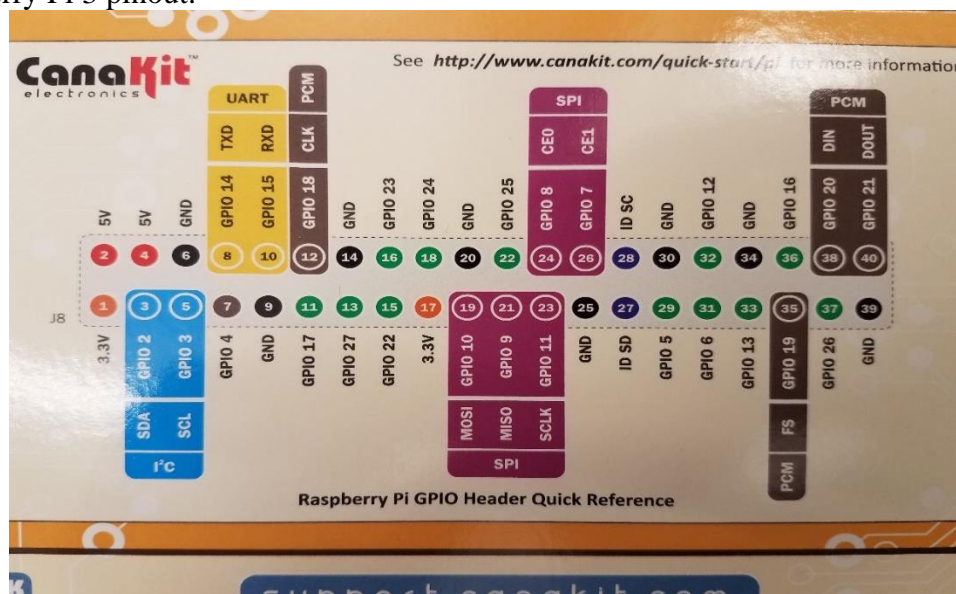 rry Pi 3 pinout.
CanaKit™
electronics
See http://www.canakit.com/quick-start/pi for more information
UART
PCM
SPI
PCM
TXD RXD CLK CE0 CE1 DIN DOUT
5V 5V GND GPIO 14 GPIO 15 GPIO 18 GND GPIO 23 GPIO 24 GND GPIO 25 GPIO 8 GPIO 7 ID SC GND GPIO 12 GND GPIO 16 GPIO 20 GPIO 21
2 4 6 8 10 12 14 16 18 20 22 24 26 28 30 32 34 36 38 40
J8
1 3 5 7 9 11 13 15 17 19 21 23 25 27 29 31 33 35 37 39
3.3V GPIO 2 GPIO 3 GPIO 4 GND GPIO 17 GPIO 27 GPIO 22 3.3V GPIO 10 GPIO 9 GPIO 11 GND ID SD GPIO 5 GPIO 6 GPIO 13 GPIO 19 GPIO 26 GND
SDA SCL MOSI MISO SCLK FS
I²C
SPI
PCM
Raspberry Pi GPIO Header Quick Reference
support.canakit.com